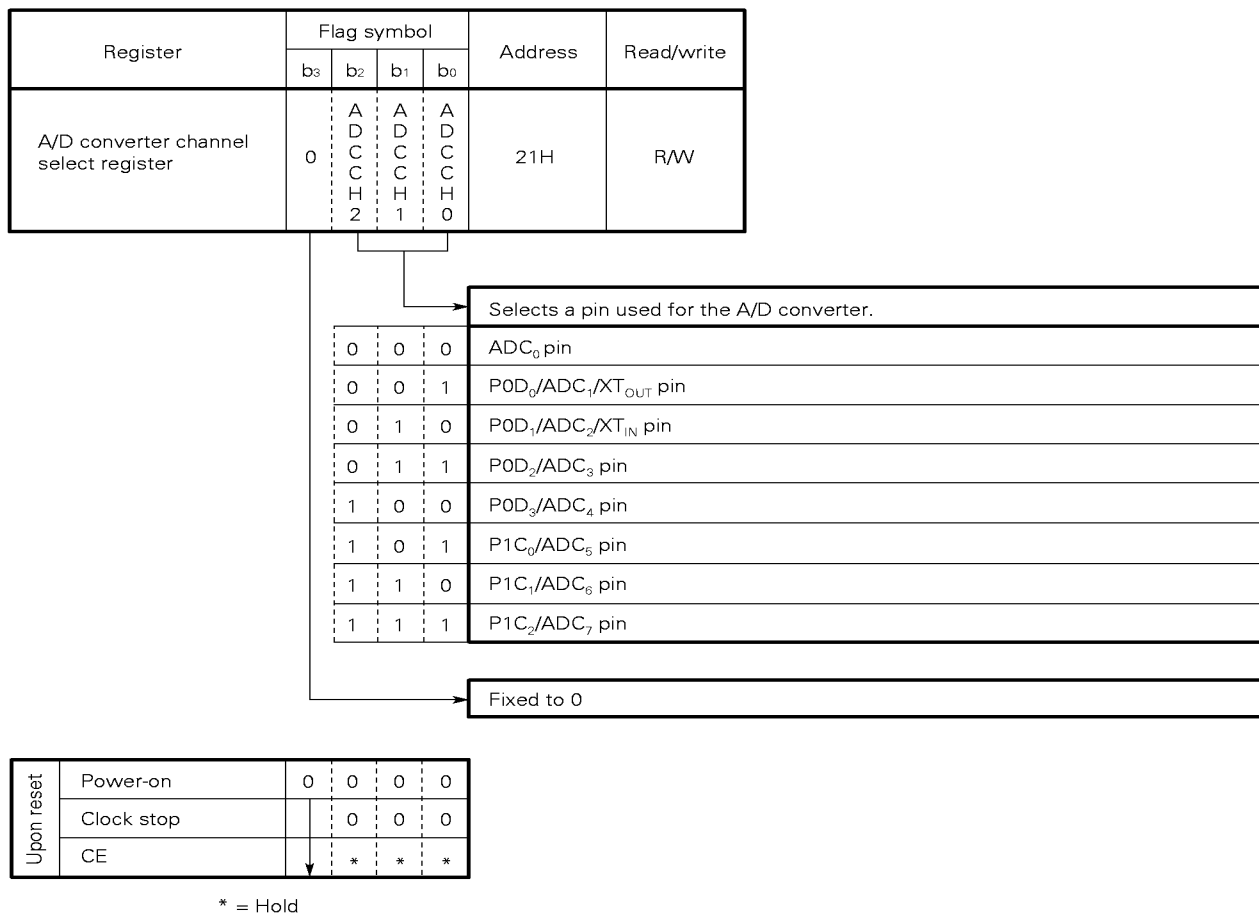 Register Flag symbol Address Read/write
b3 b2 b1 b0
A/D converter channel select register 0 ADCCH2 ADCCH1 ADCCH0 21H R/W
Selects a pin used for the A/D converter.
0 0 0 ADC0 pin
0 0 1 P0D0/ADC1/XTOUT pin
0 1 0 P0D1/ADC2/XTIN pin
0 1 1 P0D2/ADC3 pin
1 0 0 P0D3/ADC4 pin
1 0 1 P1C0/ADC5 pin
1 1 0 P1C1/ADC6 pin
1 1 1 P1C2/ADC7 pin
Fixed to 0
Upon reset
Power-on 0 0 0 0
Clock stop 0 0 0
CE * * *
* = Hold